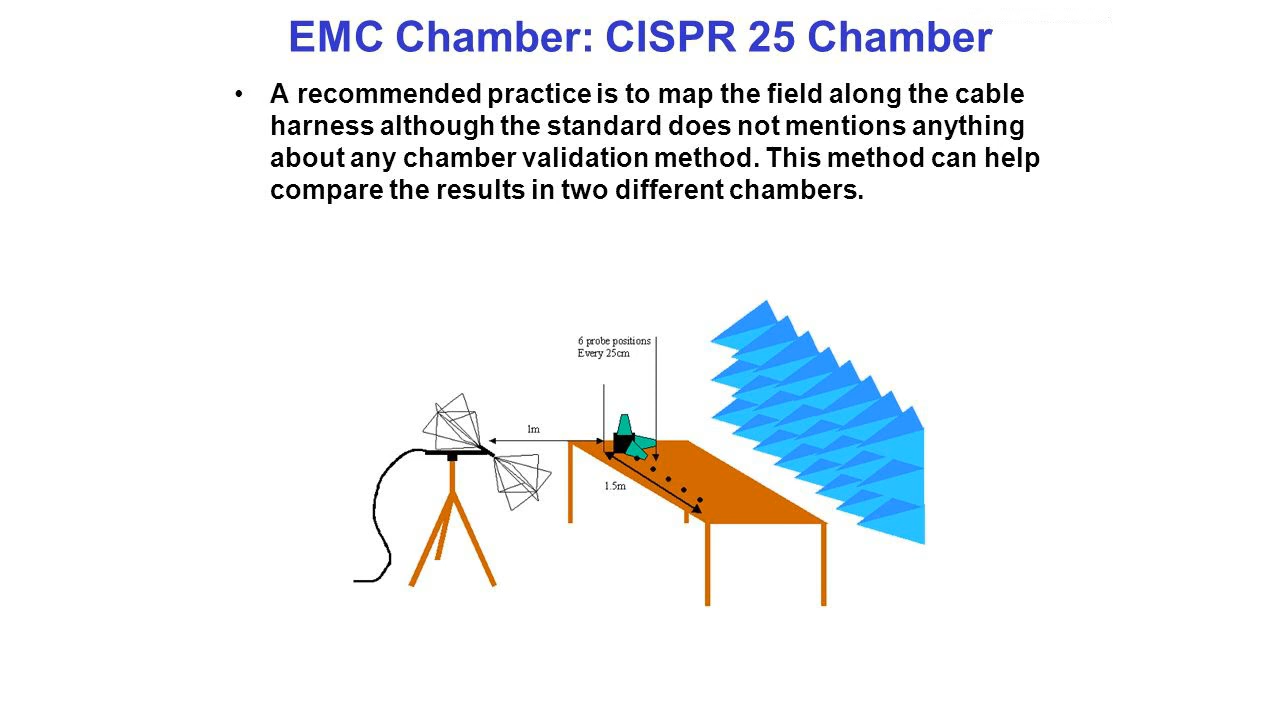 EMC Chamber: CISPR 25 Chamber
• A recommended practice is to map the field along the cable
harness although the standard does not mentions anything
about any chamber validation method. This method can help
compare the results in two different chambers.
6 probe positions
Every 25cm
1m
1.5m